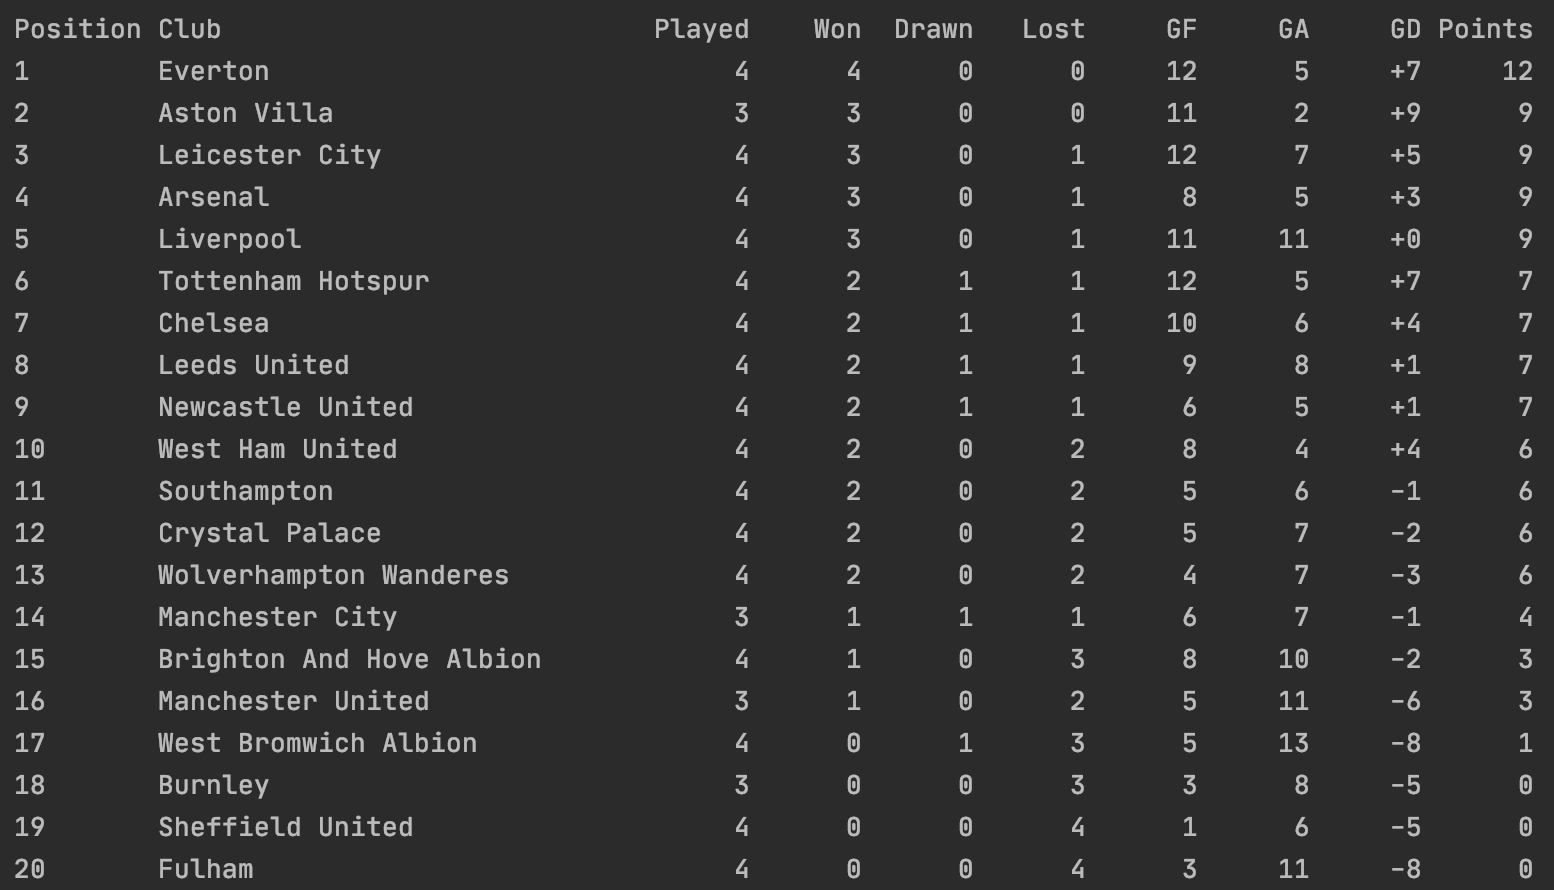 Position Club Played Won Drawn Lost GF GA GD Points
1 Everton 4 4 0 0 12 5 +7 12
2 Aston Villa 3 3 0 0 11 2 +9 9
3 Leicester City 4 3 0 1 12 7 +5 9
4 Arsenal 4 3 0 1 8 5 +3 9
5 Liverpool 4 3 0 1 11 11 +0 9
6 Tottenham Hotspur 4 2 1 1 12 5 +7 7
7 Chelsea 4 2 1 1 10 6 +4 7
8 Leeds United 4 2 1 1 9 8 +1 7
9 Newcastle United 4 2 1 1 6 5 +1 7
10 West Ham United 4 2 0 2 8 4 +4 6
11 Southampton 4 2 0 2 5 6 -1 6
12 Crystal Palace 4 2 0 2 5 7 -2 6
13 Wolverhampton Wanderes 4 2 0 2 4 7 -3 6
14 Manchester City 3 1 1 1 6 7 -1 4
15 Brighton And Hove Albion 4 1 0 3 8 10 -2 3
16 Manchester United 3 1 0 2 5 11 -6 3
17 West Bromwich Albion 4 0 1 3 5 13 -8 1
18 Burnley 3 0 0 3 3 8 -5 0
19 Sheffield United 4 0 0 4 1 6 -5 0
20 Fulham 4 0 0 4 3 11 -8 0